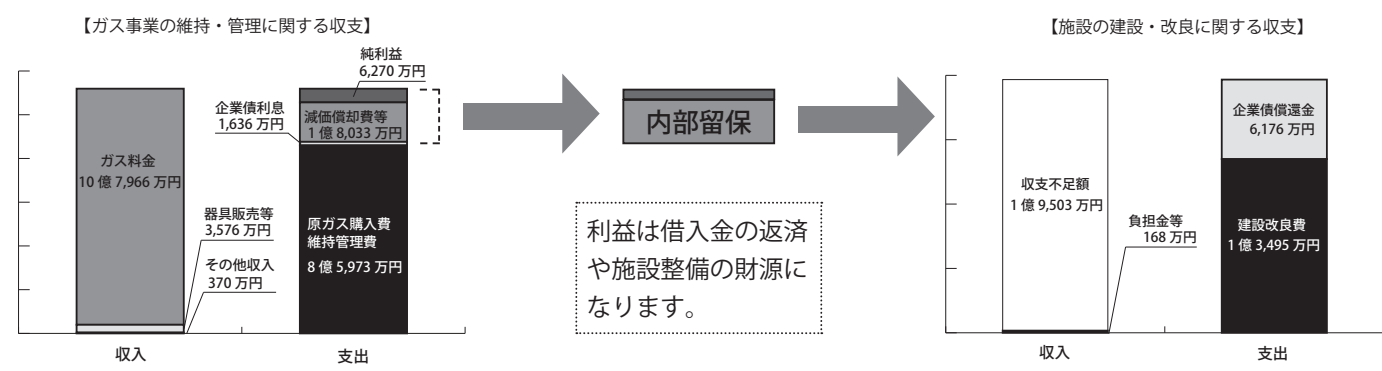 【ガス事業の維持・管理に関する収支】
純利益
6,270 万円
企業債利息
1,636 万円
減価償却費等
1 億 8,033 万円
ガス料金
10 億 7,966 万円
器具販売等
3,576 万円
その他収入
370 万円
原ガス購入費
維持管理費
8 億 5,973 万円
収入
支出
内部留保
利益は借入金の返済
や施設整備の財源に
なります。
【施設の建設・改良に関する収支】
収支不足額
1 億 9,503 万円
負担金等
168 万円
企業債償還金
6,176 万円
建設改良費
1 億 3,495 万円
収入
支出